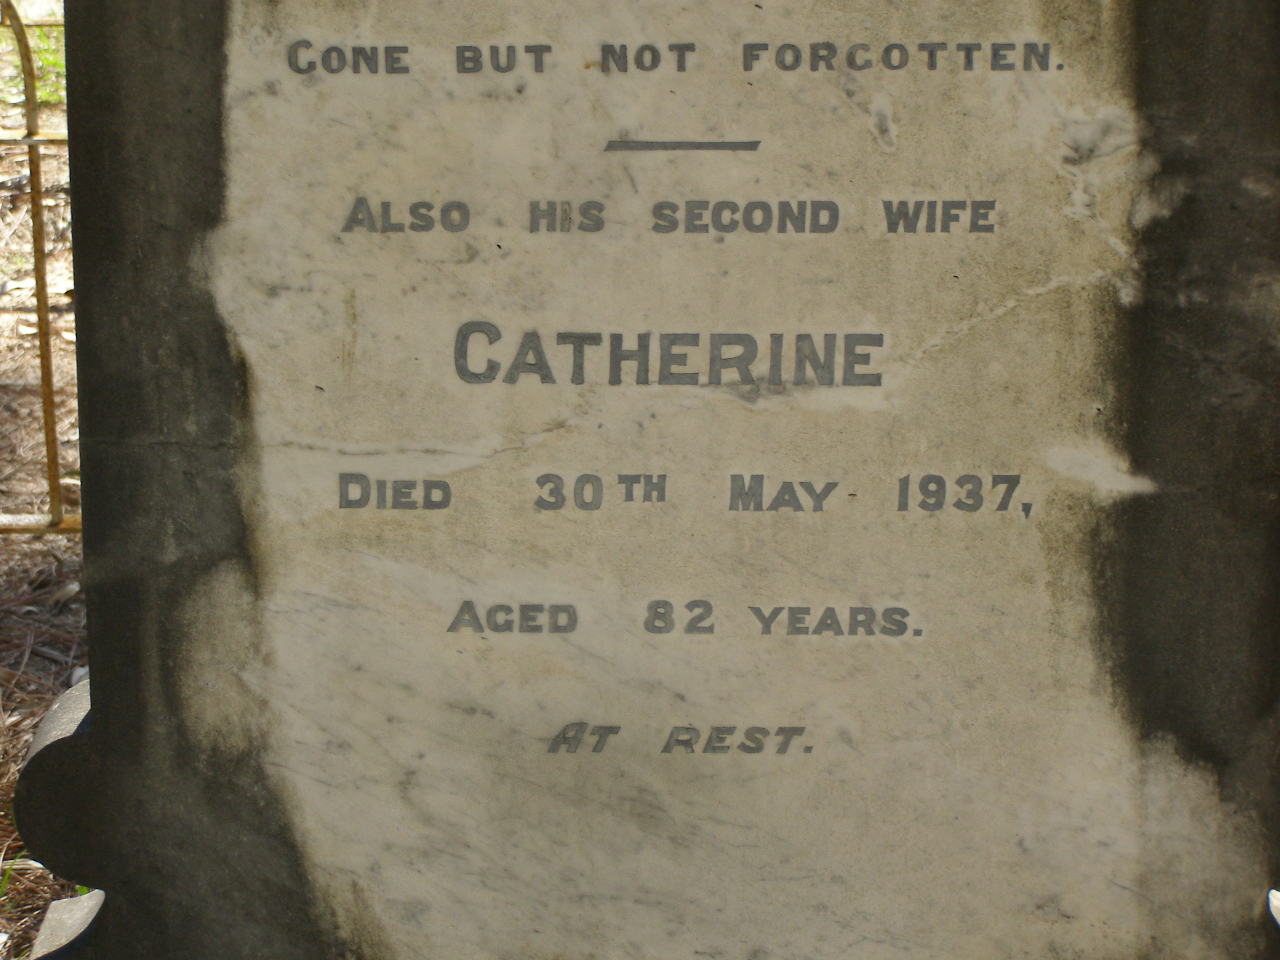 GONE BUT NOT FORGOTTEN.
ALSO HIS SECOND WIFE
CATHERINE
DIED 30TH MAY 1937,
AGED 82 YEARS.
AT REST.